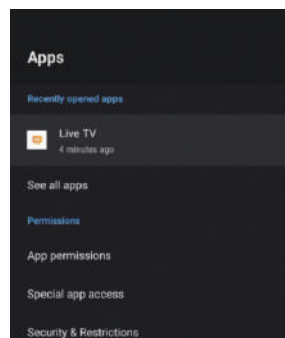 Apps
Recently opened apps
Live TV
4 minutes ago
See all apps
Permissions
App permissions
Special app access
Security & Restrictions